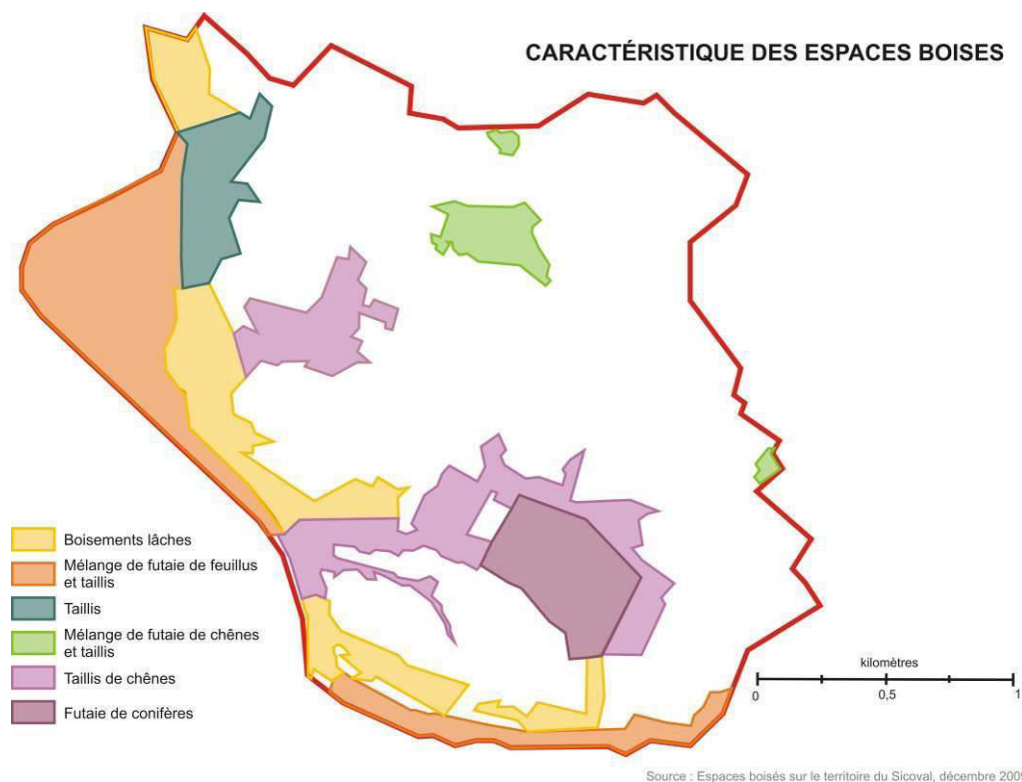 CARACTÉRISTIQUE DES ESPACES BOISES
Boisements lâches
Mélange de futaie de feuillus
et taillis
Taillis
Mélange de futaie de chênes
et taillis
Taillis de chênes
Futaie de conifères
kilomètres
0
0,5
1
Source : Espaces boisés sur le territoire du Sicoval, décembre